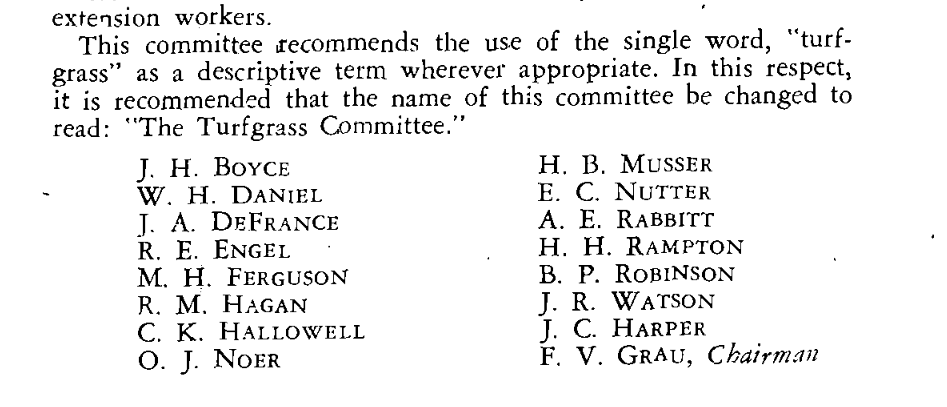 extension workers.
This committee recommends the use of the single word, "turf-
grass" as a descriptive term wherever appropriate. In this respect,
it is recommended that the name of this committee be changed to
read: "The Turfgrass Committee."
J. H. BOYCE
W. H. DANIEL
J. A. DEFRANCE
R. E. ENGEL
M. H. FERGUSON
R. M. HAGAN
C. K. HALLOWELL
O. J. NOER
H. B. MUSSER
E. C. NUTTER
A. E. RABBITT
H. H. RAMPTON
B. P. ROBINSON
J. R. WATSON
J. C. HARPER
F. V. GRAU, Chairman